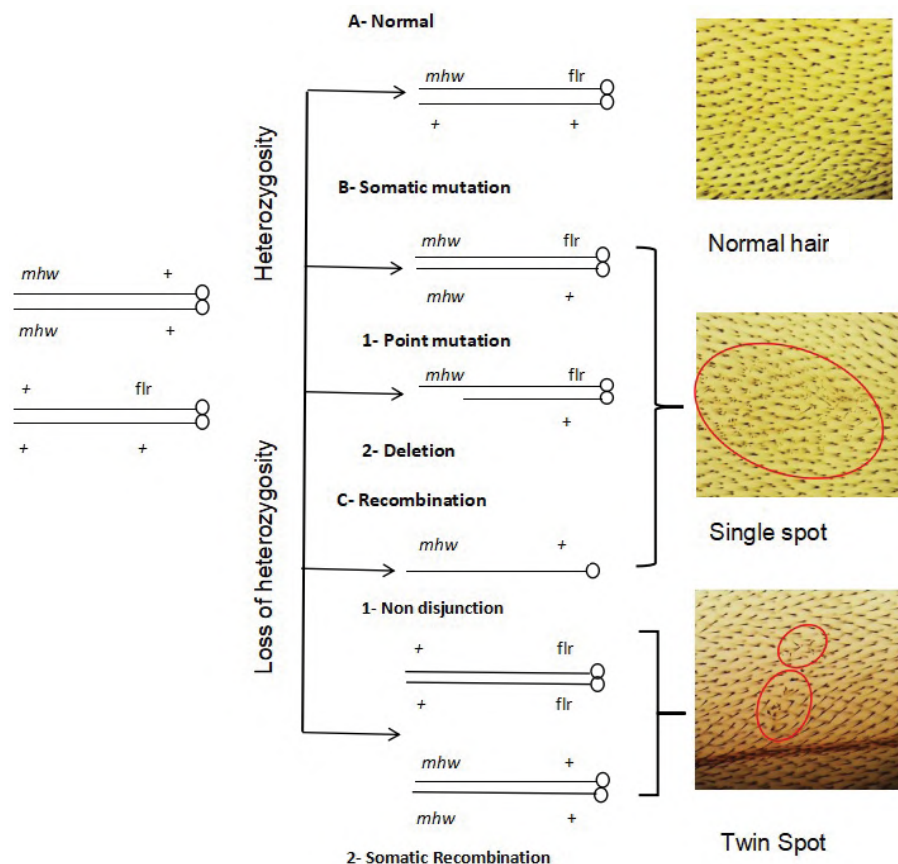 A- Normal
mhw flr
+ +
Heterozygosity
B- Somatic mutation
mhw flr
mhw +
Normal hair
mhw +
mhw +
1- Point mutation
mhw flr
+
+ flr
+ +
2- Deletion
C- Recombination
Single spot
Loss of heterozygosity
mhw +
1- Non disjunction
+ flr
+ flr
mhw +
mhw +
Twin Spot
2- Somatic Recombination